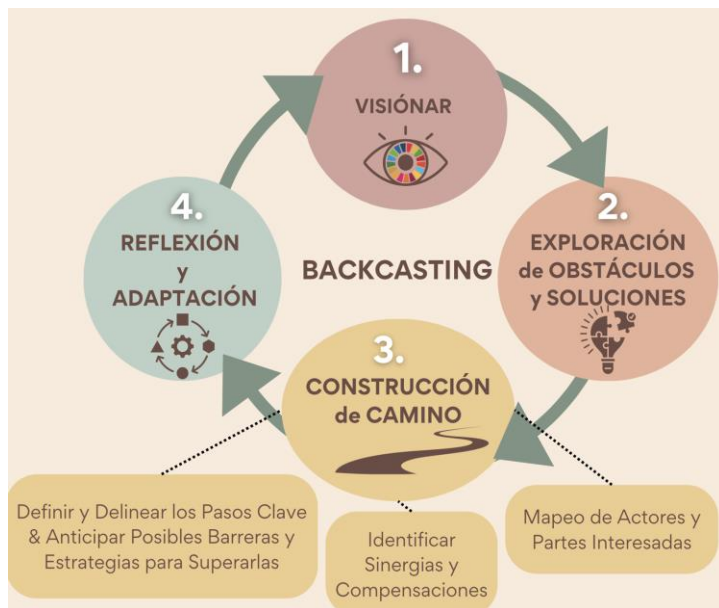 1.
VISIÓNAR
2.
EXPLORACIÓN
de OBSTÁCULOS
y SOLUCIONES
BACKCASTING
3.
CONSTRUCCIÓN
de CAMINO
4.
REFLEXIÓN
y
ADAPTACIÓN
Definir y Delinear los Pasos Clave
& Anticipar Posibles Barreras y
Estrategias para Superarlas
Identificar
Sinergias y
Compensaciones
Mapeo de Actores y
Partes Interesadas